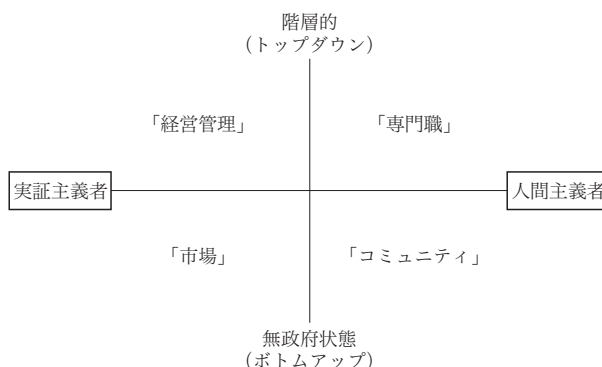 階層的
（トップダウン）
「経営管理」
「専門職」
実証主義者
人間主義者
「市場」
「コミュニティ」
無政府状態
（ボトムアップ）